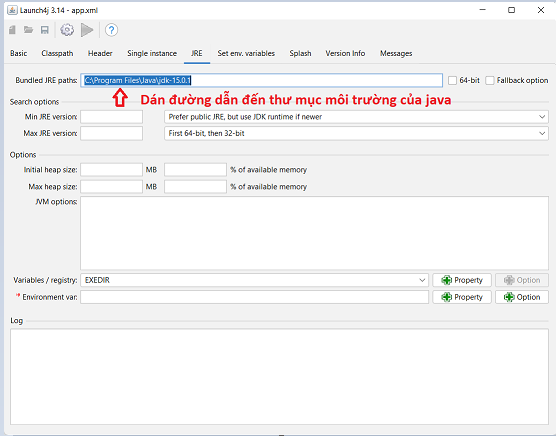 Launch4j 3.14 - app.xml
Basic Classpath Header Single instance JRE Set env. variables Splash Version Info Messages
Bundled JRE paths: C:\Program Files\Java\jdk-15.0.1 64-bit Fallback option
Dán đường dẫn đến thư mục môi trường của java
Search options
Min JRE version: Prefer public JRE, but use JDK runtime if newer
Max JRE version: First 64-bit, then 32-bit
Options
Initial heap size: MB % of available memory
Max heap size: MB % of available memory
JVM options:
Variables / registry: EXEDIR Property Option
* Environment var: Property Option
Log